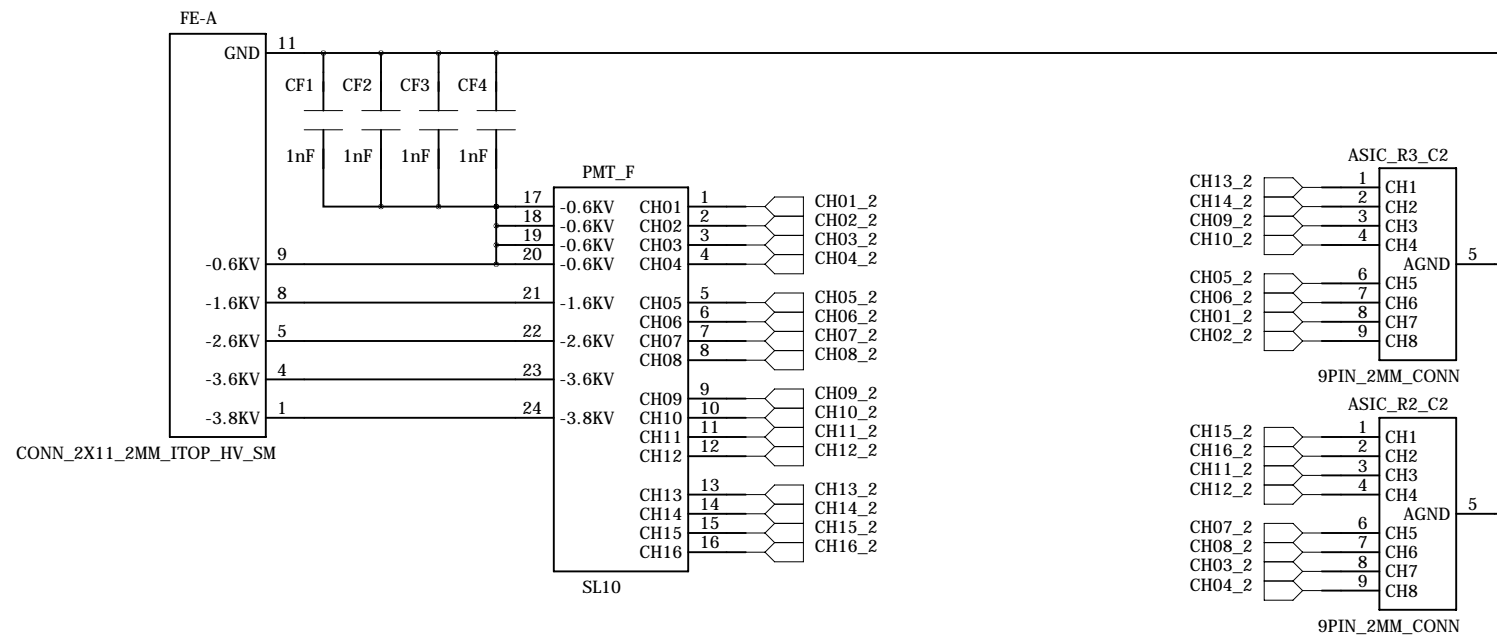 FE-A
GND 11
CF1 CF2 CF3 CF4
1nF 1nF 1nF 1nF
-0.6KV 9
-1.6KV 8
-2.6KV 5
-3.6KV 4
-3.8KV 1
CONN_2X11_2MM_ITOP_HV_SM
PMT_F
17 -0.6KV CH01 1 CH01_2
18 -0.6KV CH02 2 CH02_2
19 -0.6KV CH03 3 CH03_2
20 -0.6KV CH04 4 CH04_2
21 -1.6KV CH05 5 CH05_2
CH06 6 CH06_2
22 -2.6KV CH07 7 CH07_2
CH08 8 CH08_2
23 -3.6KV
CH09 9 CH09_2
24 -3.8KV CH10 10 CH10_2
CH11 11 CH11_2
CH12 12 CH12_2
CH13 13 CH13_2
CH14 14 CH14_2
CH15 15 CH15_2
CH16 16 CH16_2
SL10
ASIC_R3_C2
CH13_2 1 CH1
CH14_2 2 CH2
CH09_2 3 CH3
CH10_2 4 CH4
AGND 5
CH05_2 6 CH5
CH06_2 7 CH6
CH01_2 8 CH7
CH02_2 9 CH8
9PIN_2MM_CONN
ASIC_R2_C2
CH15_2 1 CH1
CH16_2 2 CH2
CH11_2 3 CH3
CH12_2 4 CH4
AGND 5
CH07_2 6 CH5
CH08_2 7 CH6
CH03_2 8 CH7
CH04_2 9 CH8
9PIN_2MM_CONN